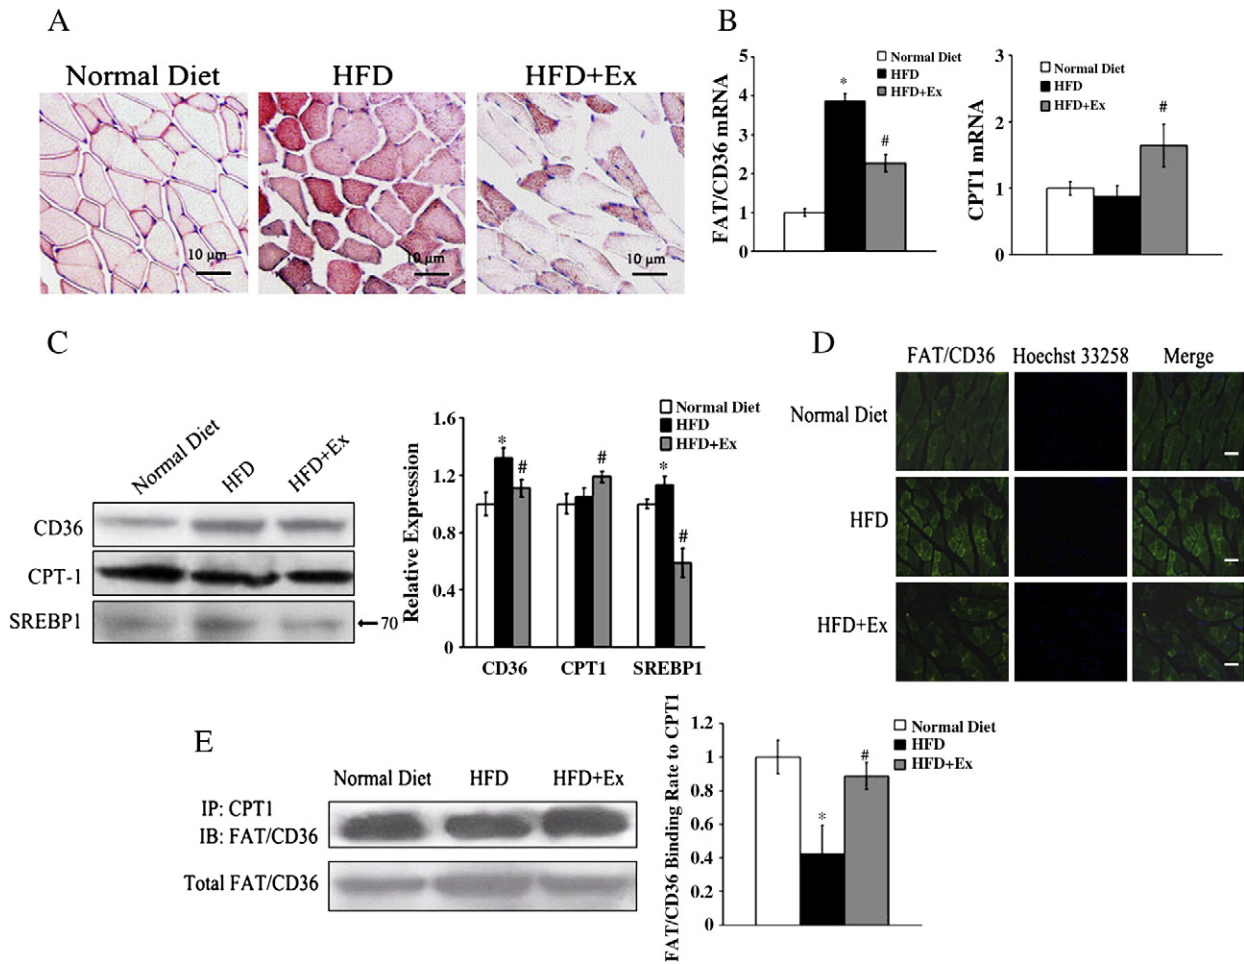 A
Normal Diet HFD HFD+Ex
10 µm 10 µm 10 µm
B
FAT/CD36 mRNA
5
4
3
2
1
0
*
#
Normal Diet
HFD
HFD+Ex
CPT1 mRNA
3
2
1
0
#
Normal Diet
HFD
HFD+Ex
C
Normal Diet HFD HFD+Ex
CD36
CPT-1
SREBP1
70
Relative Expression
1.6
1.2
0.8
0.4
0
* # # * #
Normal Diet
HFD
HFD+Ex
CD36 CPT1 SREBP1
D
FAT/CD36 Hoechst 33258 Merge
Normal Diet
HFD
HFD+Ex
E
Normal Diet HFD HFD+Ex
IP: CPT1
IB: FAT/CD36
Total FAT/CD36
FAT/CD36 Binding Rate to CPT1
1.2
1
0.8
0.6
0.4
0.2
0
*
#
Normal Diet
HFD
HFD+Ex